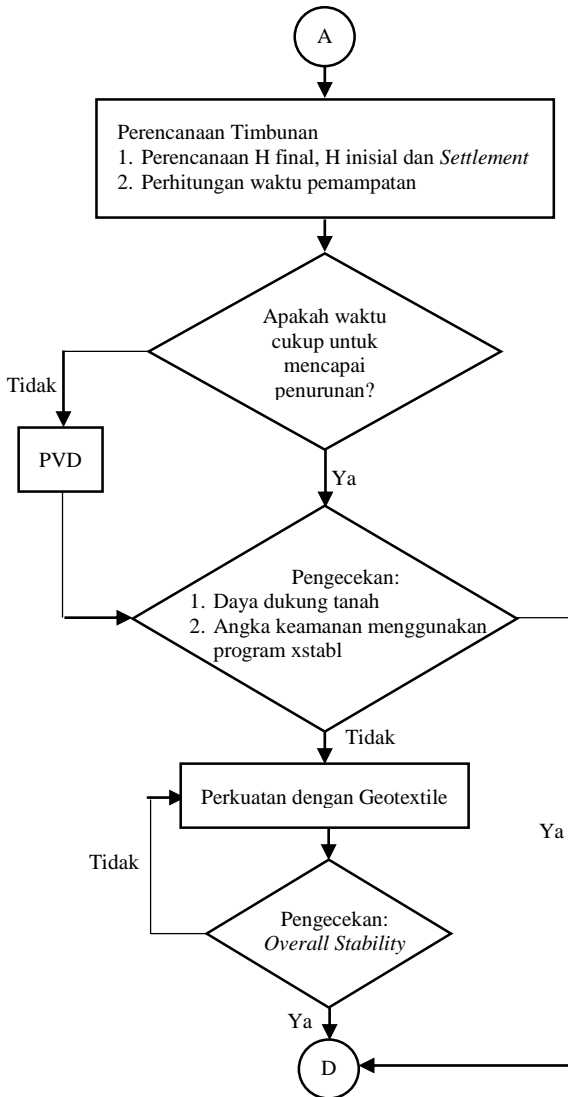 A
Perencanaan Timbunan
1. Perencanaan H final, H inisial dan Settlement
2. Perhitungan waktu pemampatan
Apakah waktu
cukup untuk
mencapai
penurunan?
Tidak
PVD
Ya
Pengecekan:
1. Daya dukung tanah
2. Angka keamanan menggunakan
program xstabl
Tidak
Perkuatan dengan Geotextile
Ya
Tidak
Pengecekan:
Overall Stability
Ya
D